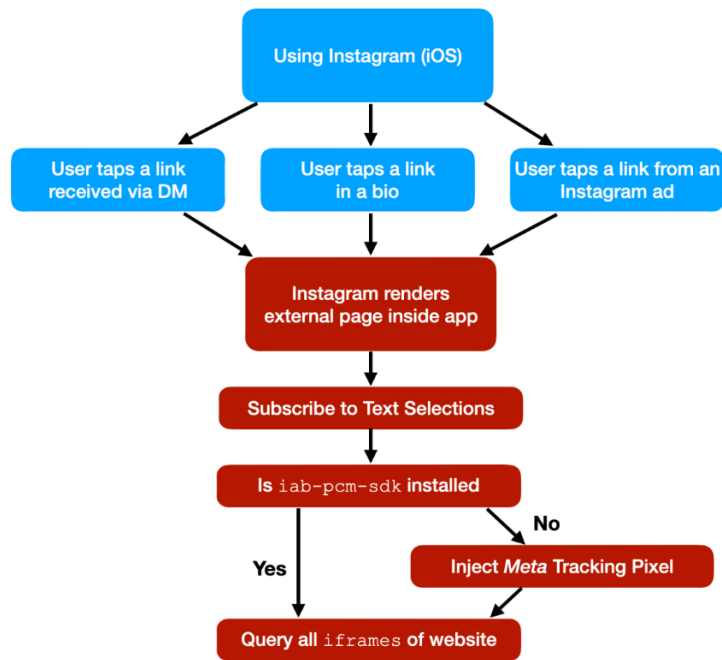 Using Instagram (iOS)
User taps a link
received via DM
User taps a link
in a bio
User taps a link from an
Instagram ad
Instagram renders
external page inside app
Subscribe to Text Selections
Is iab-pcm-sdk installed
No
Yes
Inject Meta Tracking Pixel
Query all iframes of website